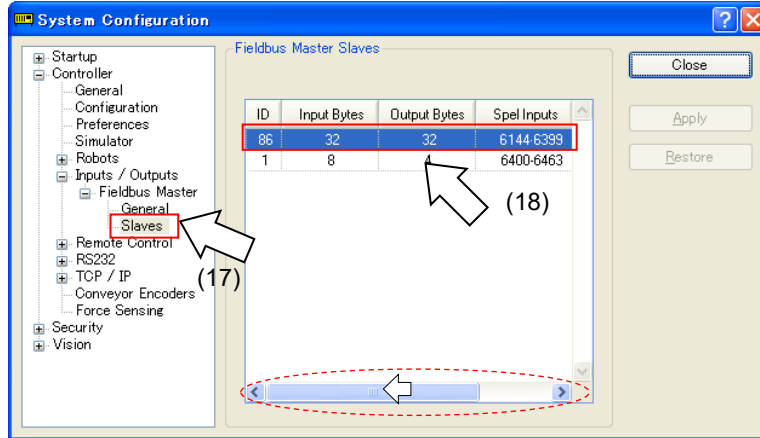 System Configuration
Startup
Controller
General
Configuration
Preferences
Simulator
Robots
Inputs / Outputs
Fieldbus Master
General
Slaves
Remote Control
RS232
TCP / IP
Conveyor Encoders
Force Sensing
Security
Vision
(17)
Fieldbus Master Slaves
ID Input Bytes Output Bytes Spel Inputs
86 32 32 6144-6399
1 8 4 6400-6463
(18)
Close
Apply
Restore